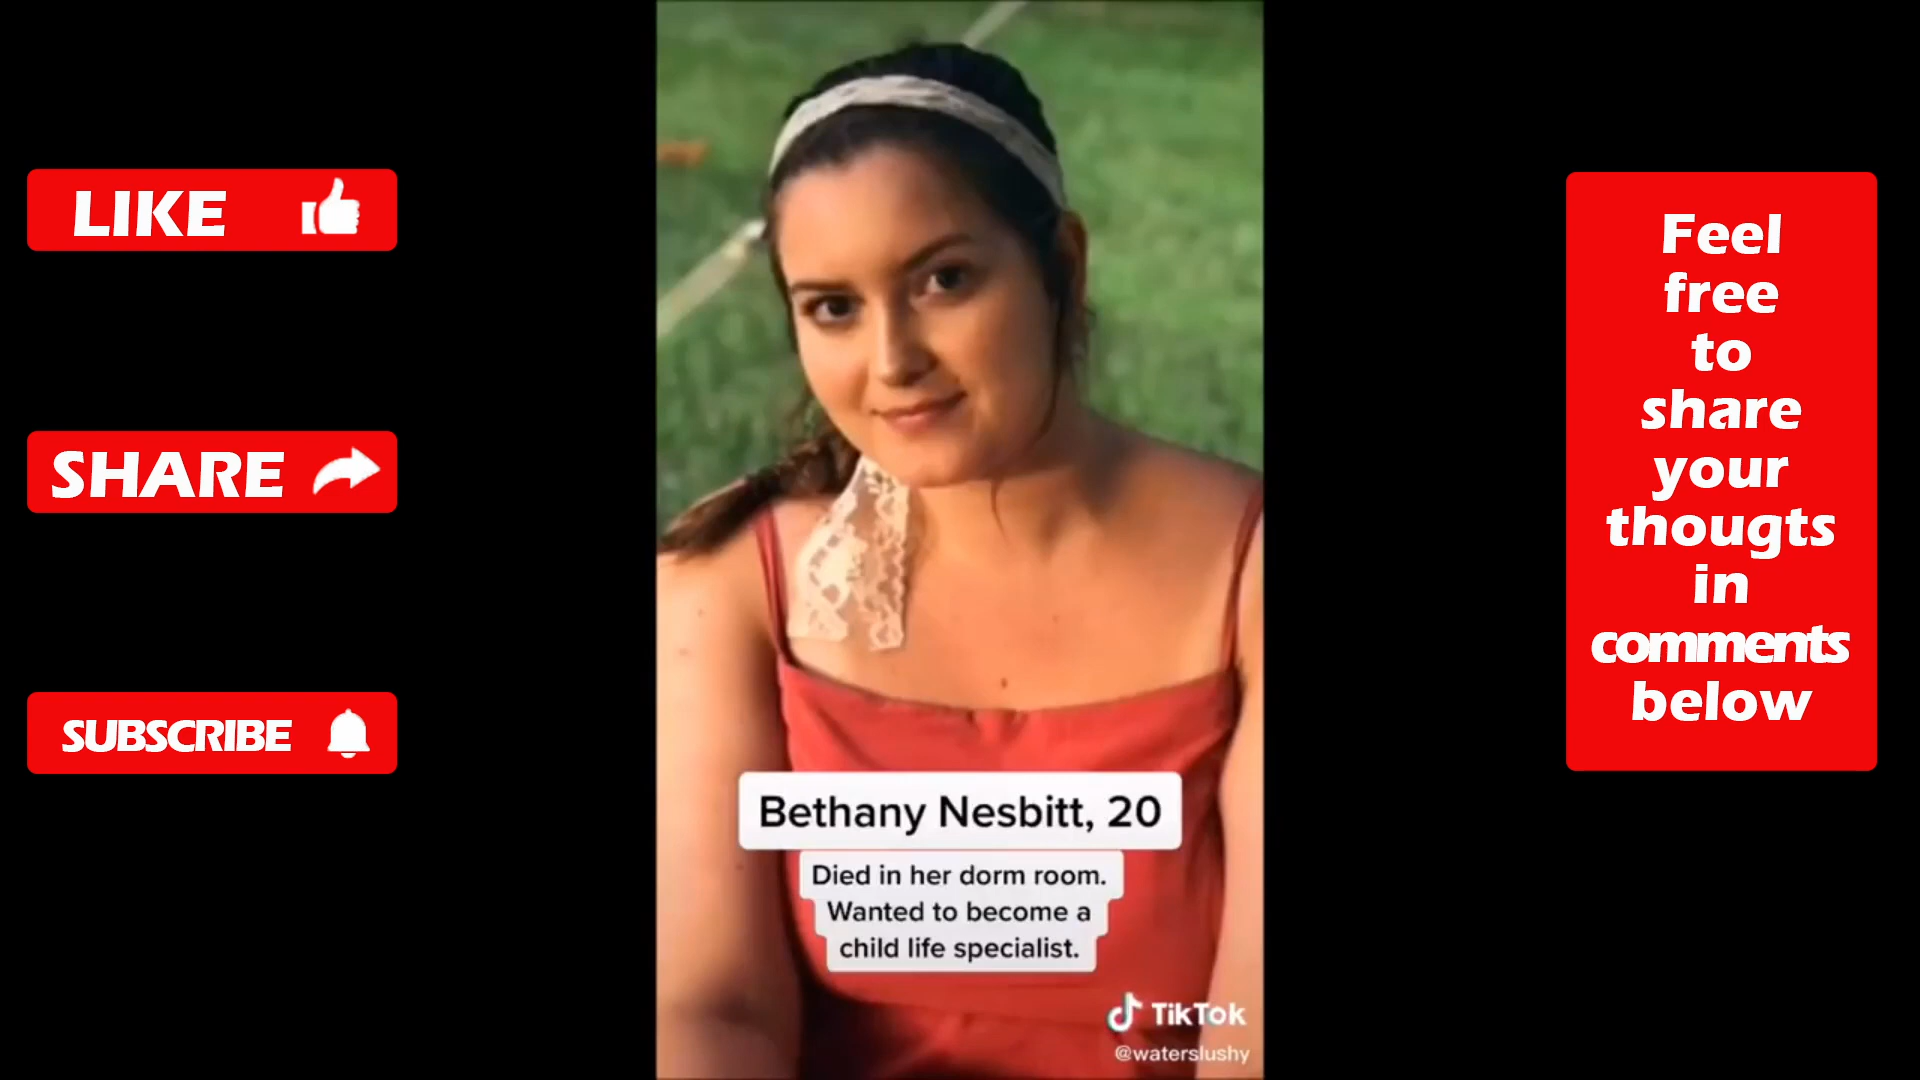 LIKE
SHARE
SUBSCRIBE
Bethany Nesbitt, 20
Died in her dorm room.
Wanted to become a
child life specialist.
TikTok
@waterslushy
Feel
free
to
share
your
thougts
in
comments
below